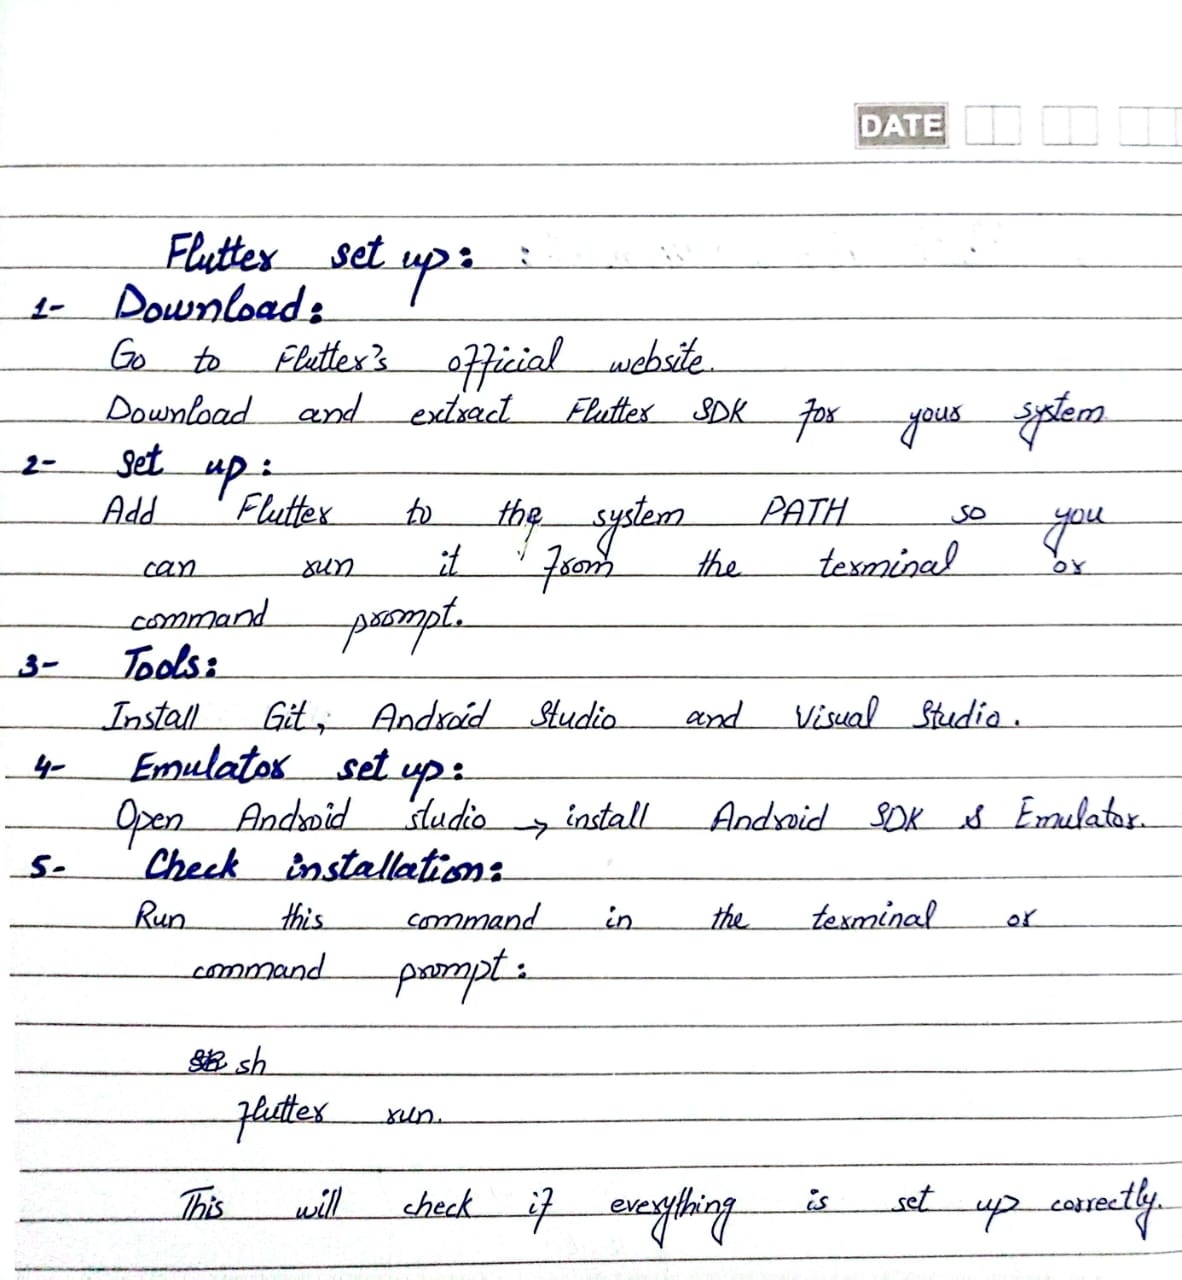 DATE
Flutter set up: :
1- Download:
Go to Flutter's official website.
Download and extract Flutter SDK for your system
2- Set up:
Add Flutter to the system PATH so you
can run it from the terminal or
command prompt.
3- Tools:
Install Git, Android Studio and Visual Studio.
4- Emulator set up:
Open Android studio → install Android SDK & Emulator.
5- Check installation:
Run this command in the terminal or
command prompt:
sh
flutter run.
This will check if everything is set up correctly.